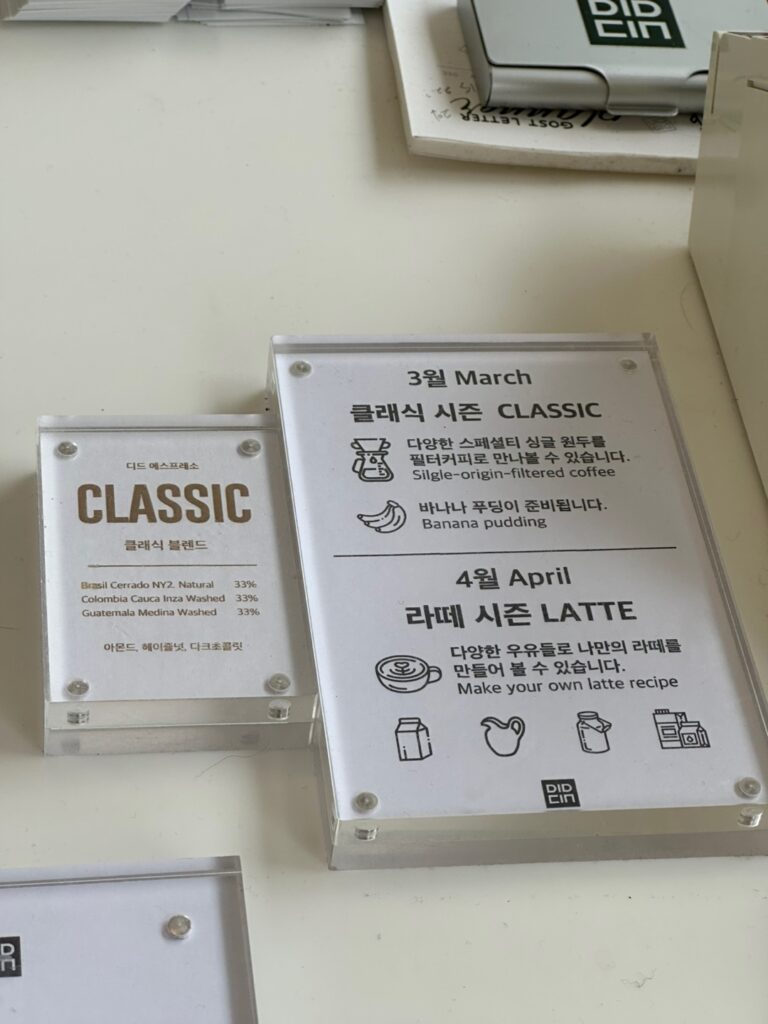 DID
GOST LETTER
planner
디드 에스프레소
CLASSIC
클래식 블렌드
Brasil Cerrado NY2. Natural 33%
Colombia Cauca Inza Washed 33%
Guatemala Medina Washed 33%
아몬드, 헤이즐넛, 다크초콜릿
3월 March
클래식 시즌 CLASSIC
다양한 스페셜티 싱글 원두를
필터커피로 만나볼 수 있습니다.
Silgle-origin-filtered coffee
바나나 푸딩이 준비됩니다.
Banana pudding
4월 April
라떼 시즌 LATTE
다양한 우유들로 나만의 라떼를
만들어 볼 수 있습니다.
Make your own latte recipe
DID